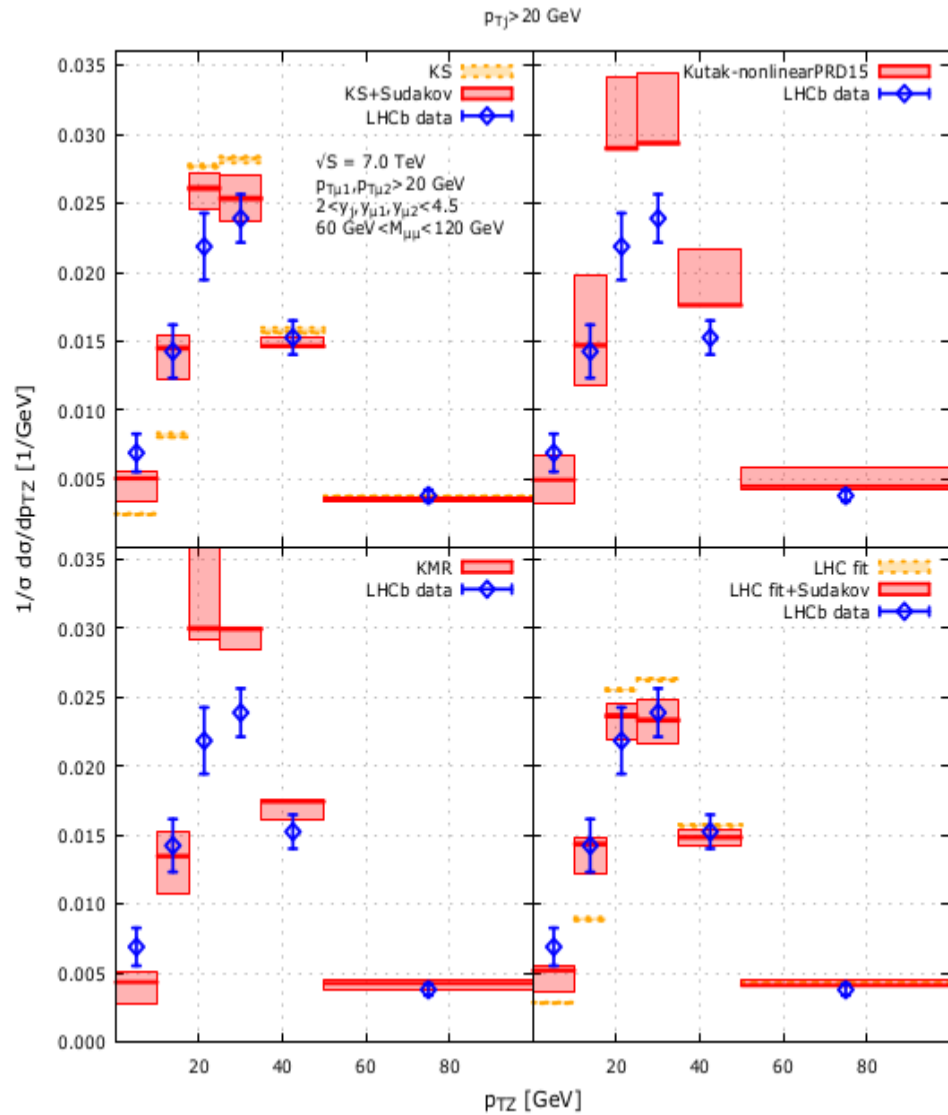 p_Tj>20 GeV
1/σ dσ/dp_TZ [1/GeV]
0.035
0.030
0.025
0.020
0.015
0.010
0.005
KS
KS+Sudakov
LHCb data
√S = 7.0 TeV
p_Tμ1,p_Tμ2>20 GeV
2<y_j,y_μ1,y_μ2<4.5
60 GeV<M_μμ<120 GeV
Kutak-nonlinearPRD15
LHCb data
0.035
0.030
0.025
0.020
0.015
0.010
0.005
0.000
KMR
LHCb data
LHC fit
LHC fit+Sudakov
LHCb data
20 40 60 80
20 40 60 80
p_TZ [GeV]